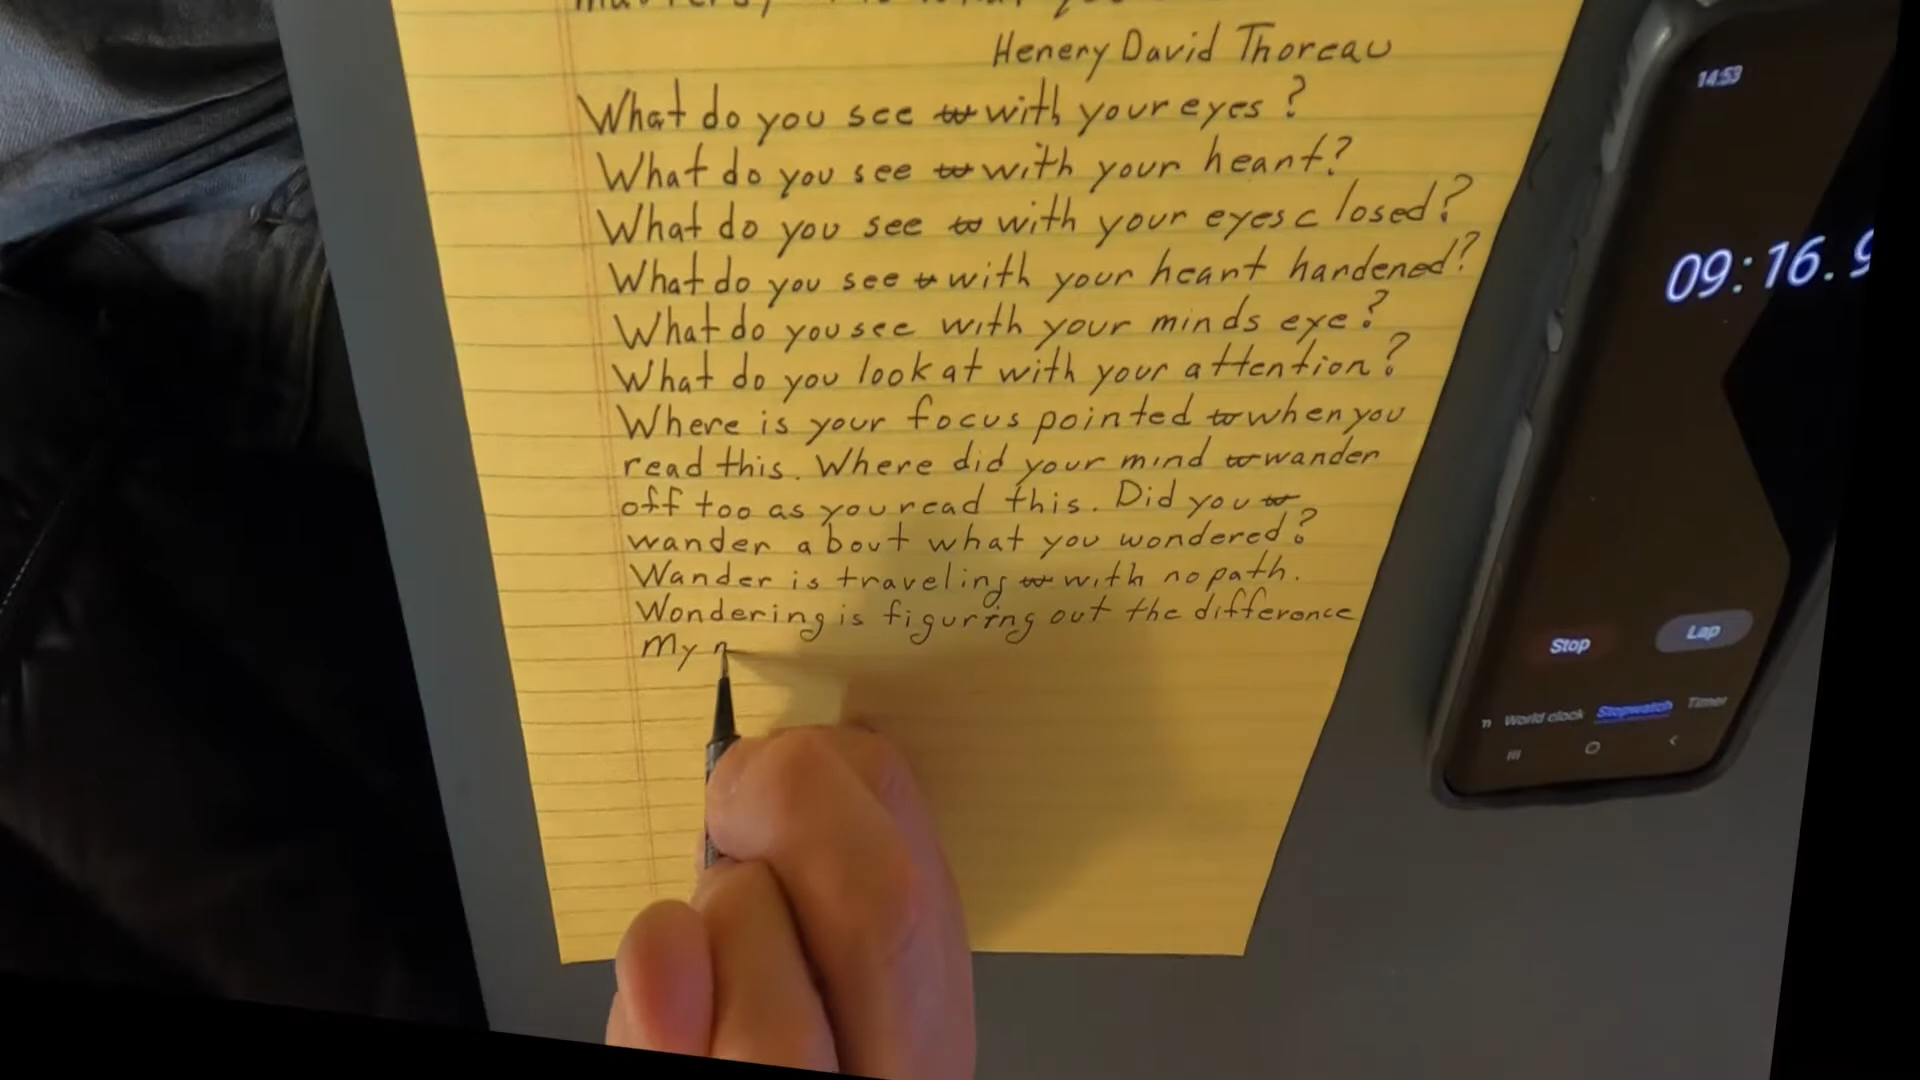 Henery David Thoreau
What do you see with your eyes?
What do you see with your heant?
What do you see with your eyes closed?
What do you see with your heant handened?
What do you see with your minds eye?
What do you look at with your attention?
Where is your focus pointed when you
read this. Where did your mind wander
off too as you read this. Did you
wander about what you wondered?
Wander is traveling with no path.
Wondering is figuring out the difference
My
14:53
09:16.9
Stop Lap
World clock Stopwatch Timer